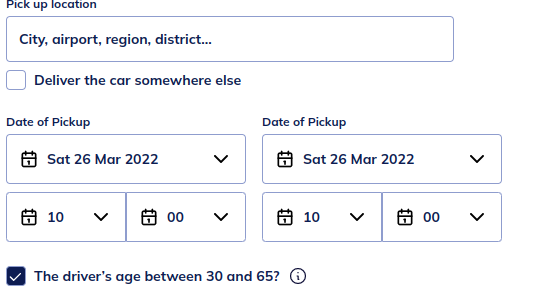 Pick up location
City, airport, region, district...
Deliver the car somewhere else
Date of Pickup Date of Pickup
Sat 26 Mar 2022 Sat 26 Mar 2022
10 00 10 00
The driver's age between 30 and 65?